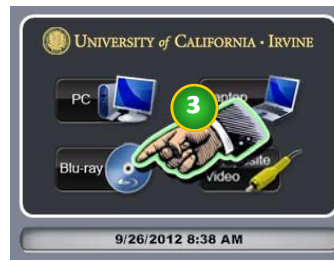 UNIVERSITY of CALIFORNIA · IRVINE
PC
3
Blu-ray
Video
9/26/2012 8:38 AM